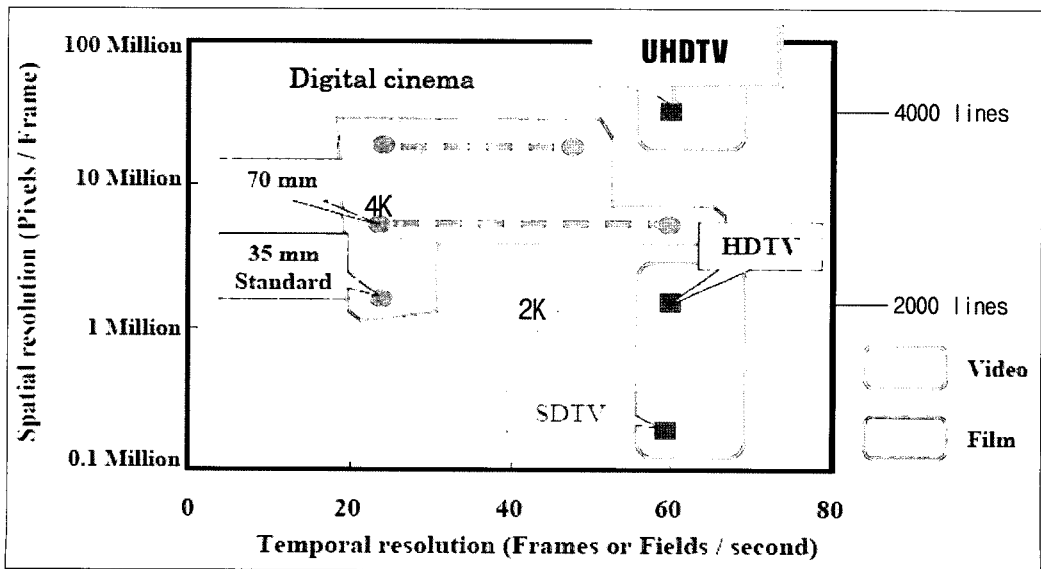 100 Million
UHDTV
Digital cinema
4000 lines
10 Million
70 mm
4K
HDTV
35 mm
Standard
2K
2000 lines
1 Million
Video
SDTV
Film
0.1 Million
0 20 40 60 80
Temporal resolution (Frames or Fields / second)
Spatial resolution (Pixels / Frame)